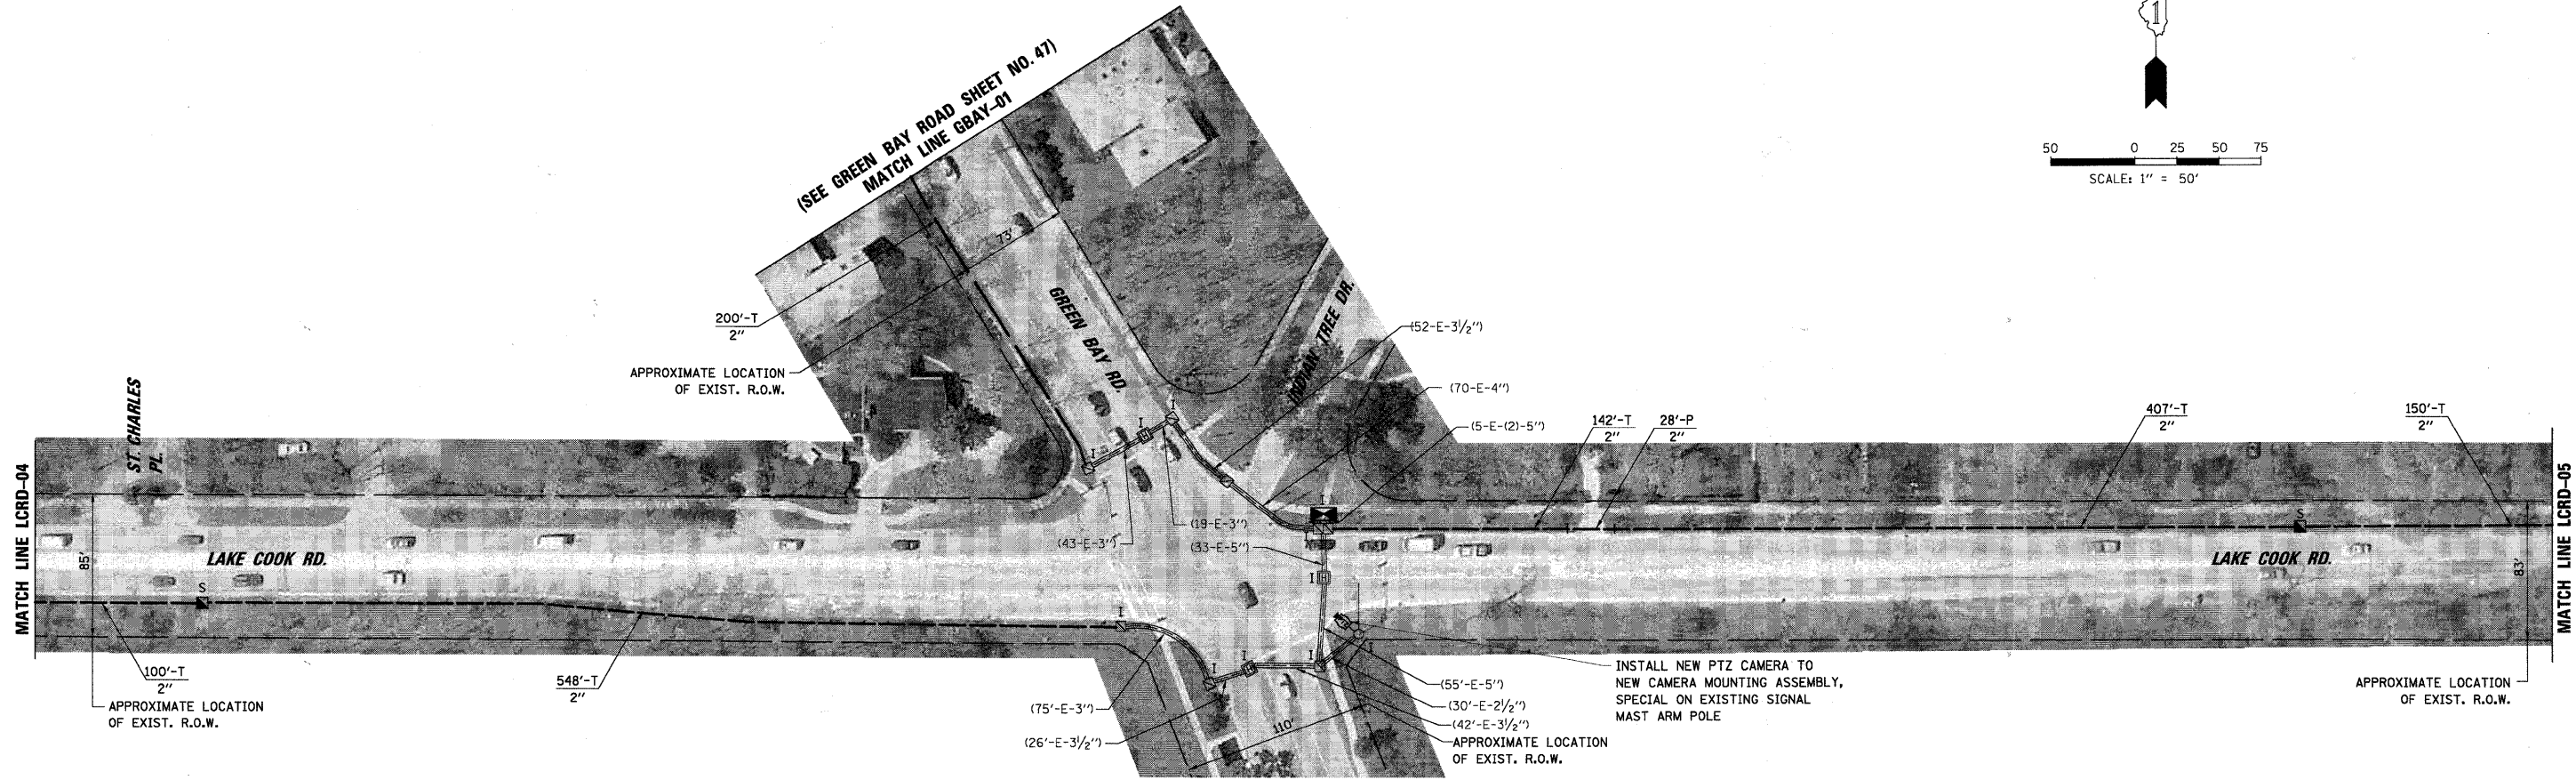 1
50 0 25 50 75
SCALE: 1" = 50'
(SEE GREEN BAY ROAD SHEET NO. 47)
MATCH LINE GBAY-01
73'
200'-T
2"
APPROXIMATE LOCATION
OF EXIST. R.O.W.
GREEN BAY RD.
INDIAN TREE DR.
(52-E-3½")
(70-E-4")
(5-E-(2)-5")
142'-T
2"
28'-P
2"
407'-T
2"
150'-T
2"
ST. CHARLES
PL.
MATCH LINE LCRD-04
85'
LAKE COOK RD.
S
I
I
I
(43-E-3")
(19-E-3")
(33-E-5")
I
I
S
LAKE COOK RD.
83'
MATCH LINE LCRD-05
100'-T
2"
APPROXIMATE LOCATION
OF EXIST. R.O.W.
548'-T
2"
I
I
I
I
I
(75'-E-3")
(26'-E-3½")
110'
(55'-E-5")
(30'-E-2½")
(42'-E-3½")
APPROXIMATE LOCATION
OF EXIST. R.O.W.
INSTALL NEW PTZ CAMERA TO
NEW CAMERA MOUNTING ASSEMBLY,
SPECIAL ON EXISTING SIGNAL
MAST ARM POLE
APPROXIMATE LOCATION
OF EXIST. R.O.W.